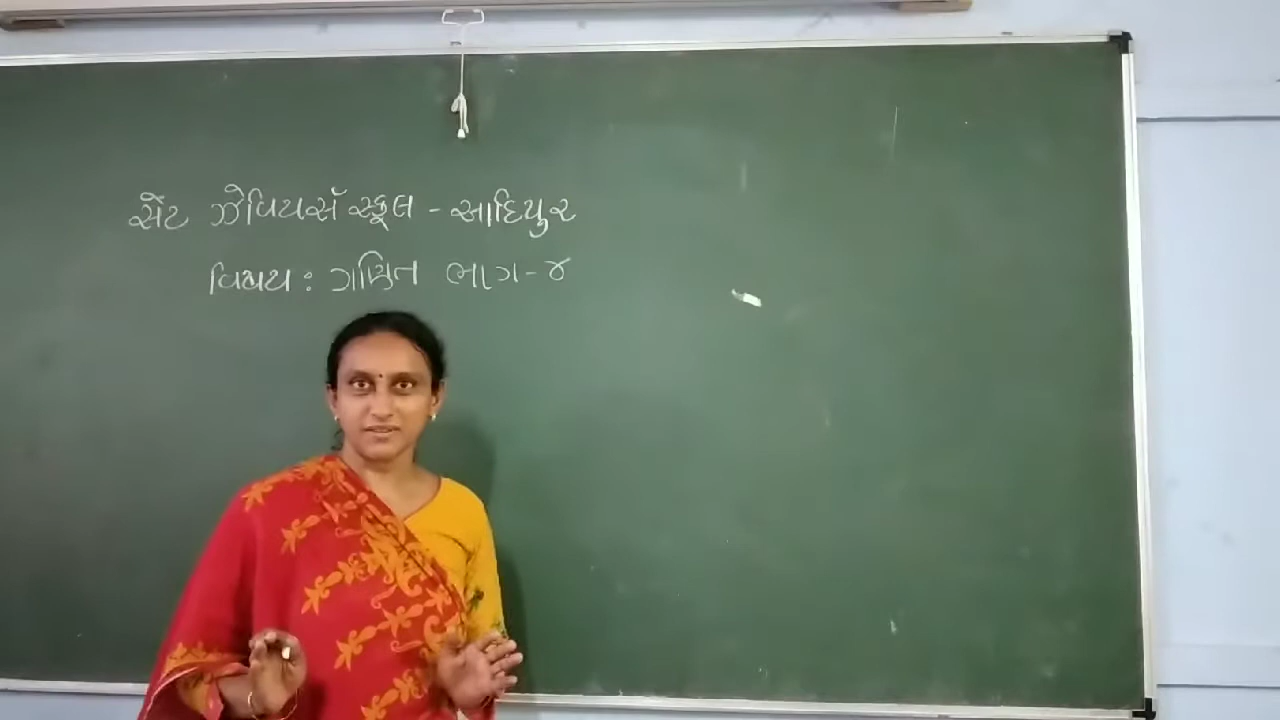 સેંટ ઝેવિયર્સ સ્કૂલ - આદિપુર
વિષય : ગણિત ભાગ - ૪